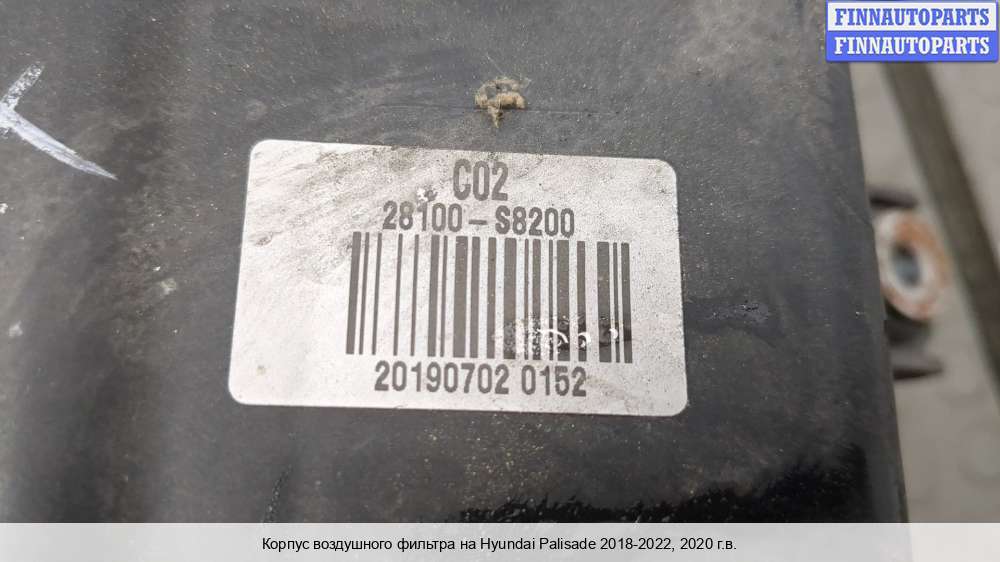 FINNAUTOPARTS
FINNAUTOPARTS
C02
28100-S8200
20190702 0152
Корпус воздушного фильтра на Hyundai Palisade 2018-2022, 2020 г.в.